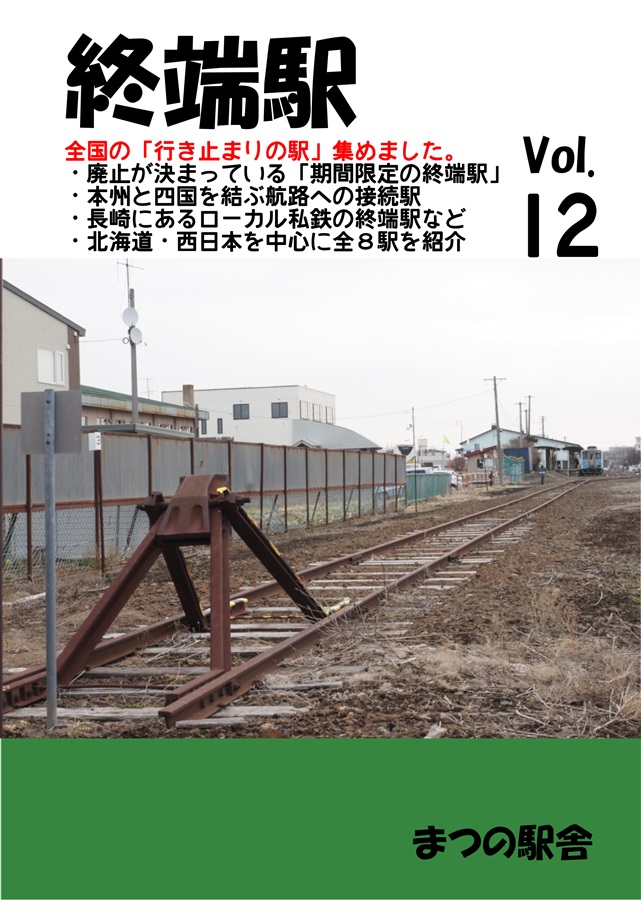 終端駅
全国の「行き止まりの駅」集めました。
・廃止が決まっている「期間限定の終端駅」
・本州と四国を結ぶ航路への接続駅
・長崎にあるローカル私鉄の終端駅など
・北海道・西日本を中心に全８駅を紹介
Vol.
12
まつの駅舎